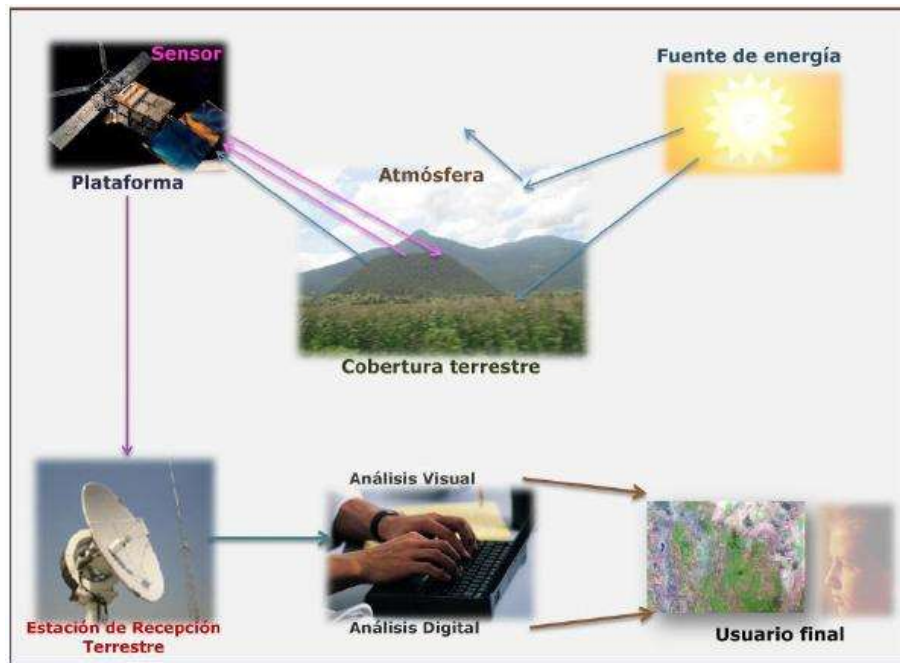 Sensor
Fuente de energía
Plataforma
Atmósfera
Cobertura terrestre
Análisis Visual
Estación de Recepción
Terrestre
Análisis Digital
Usuario final